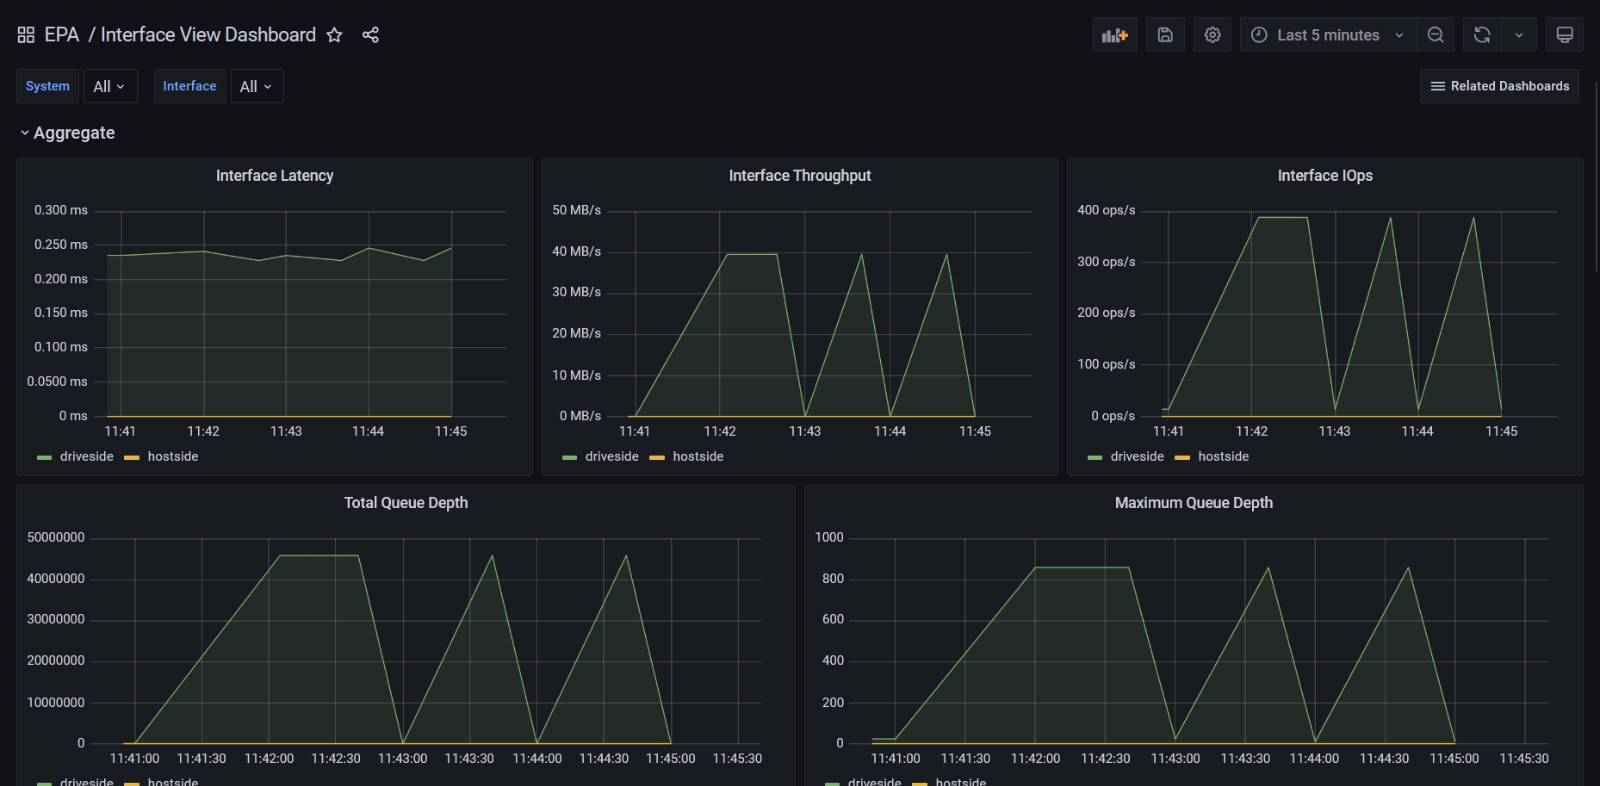 EPA / Interface View Dashboard
Last 5 minutes
System All Interface All
Related Dashboards
Aggregate
Interface Latency
0.300 ms
0.250 ms
0.200 ms
0.150 ms
0.100 ms
0.0500 ms
0 ms
11:41 11:42 11:43 11:44 11:45
driveside hostside
Interface Throughput
50 MB/s
40 MB/s
30 MB/s
20 MB/s
10 MB/s
0 MB/s
11:41 11:42 11:43 11:44 11:45
driveside hostside
Interface IOps
400 ops/s
300 ops/s
200 ops/s
100 ops/s
0 ops/s
11:41 11:42 11:43 11:44 11:45
driveside hostside
Total Queue Depth
50000000
40000000
30000000
20000000
10000000
0
11:41:00 11:41:30 11:42:00 11:42:30 11:43:00 11:43:30 11:44:00 11:44:30 11:45:00 11:45:30
driveside hostside
Maximum Queue Depth
1000
800
600
400
200
0
11:41:00 11:41:30 11:42:00 11:42:30 11:43:00 11:43:30 11:44:00 11:44:30 11:45:00 11:45:30
driveside hostside